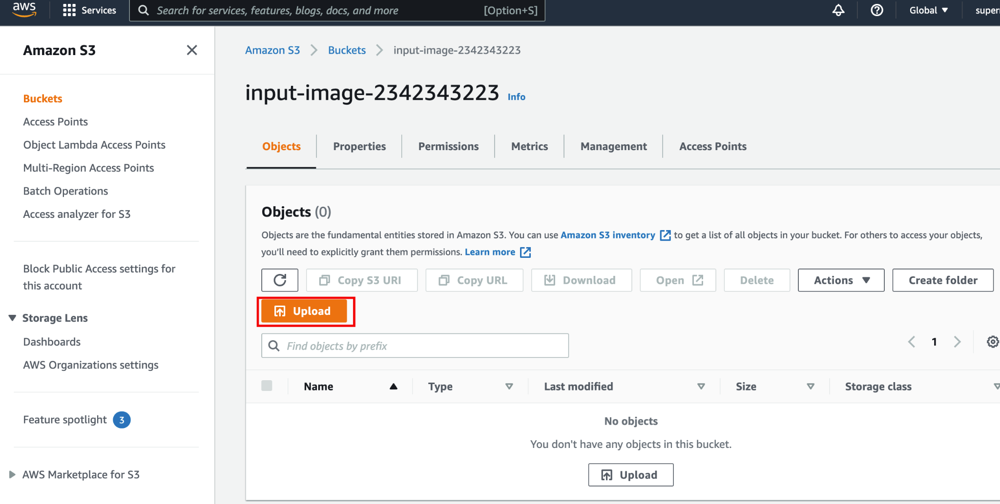 aws
Services
Search for services, features, blogs, docs, and more [Option+S]
Global
Amazon S3
Buckets
Access Points
Object Lambda Access Points
Multi-Region Access Points
Batch Operations
Access analyzer for S3
Block Public Access settings for
this account
Storage Lens
Dashboards
AWS Organizations settings
Feature spotlight 3
AWS Marketplace for S3
Amazon S3 Buckets input-image-2342343223
input-image-2342343223 Info
Objects Properties Permissions Metrics Management Access Points
Objects (0)
Objects are the fundamental entities stored in Amazon S3. You can use Amazon S3 inventory to get a list of all objects in your bucket. For others to access your objects,
you'll need to explicitly grant them permissions. Learn more
Copy S3 URI Copy URL Download Open Delete Actions Create folder
Upload
Find objects by prefix
1
Name Type Last modified Size Storage class
No objects
You don't have any objects in this bucket.
Upload